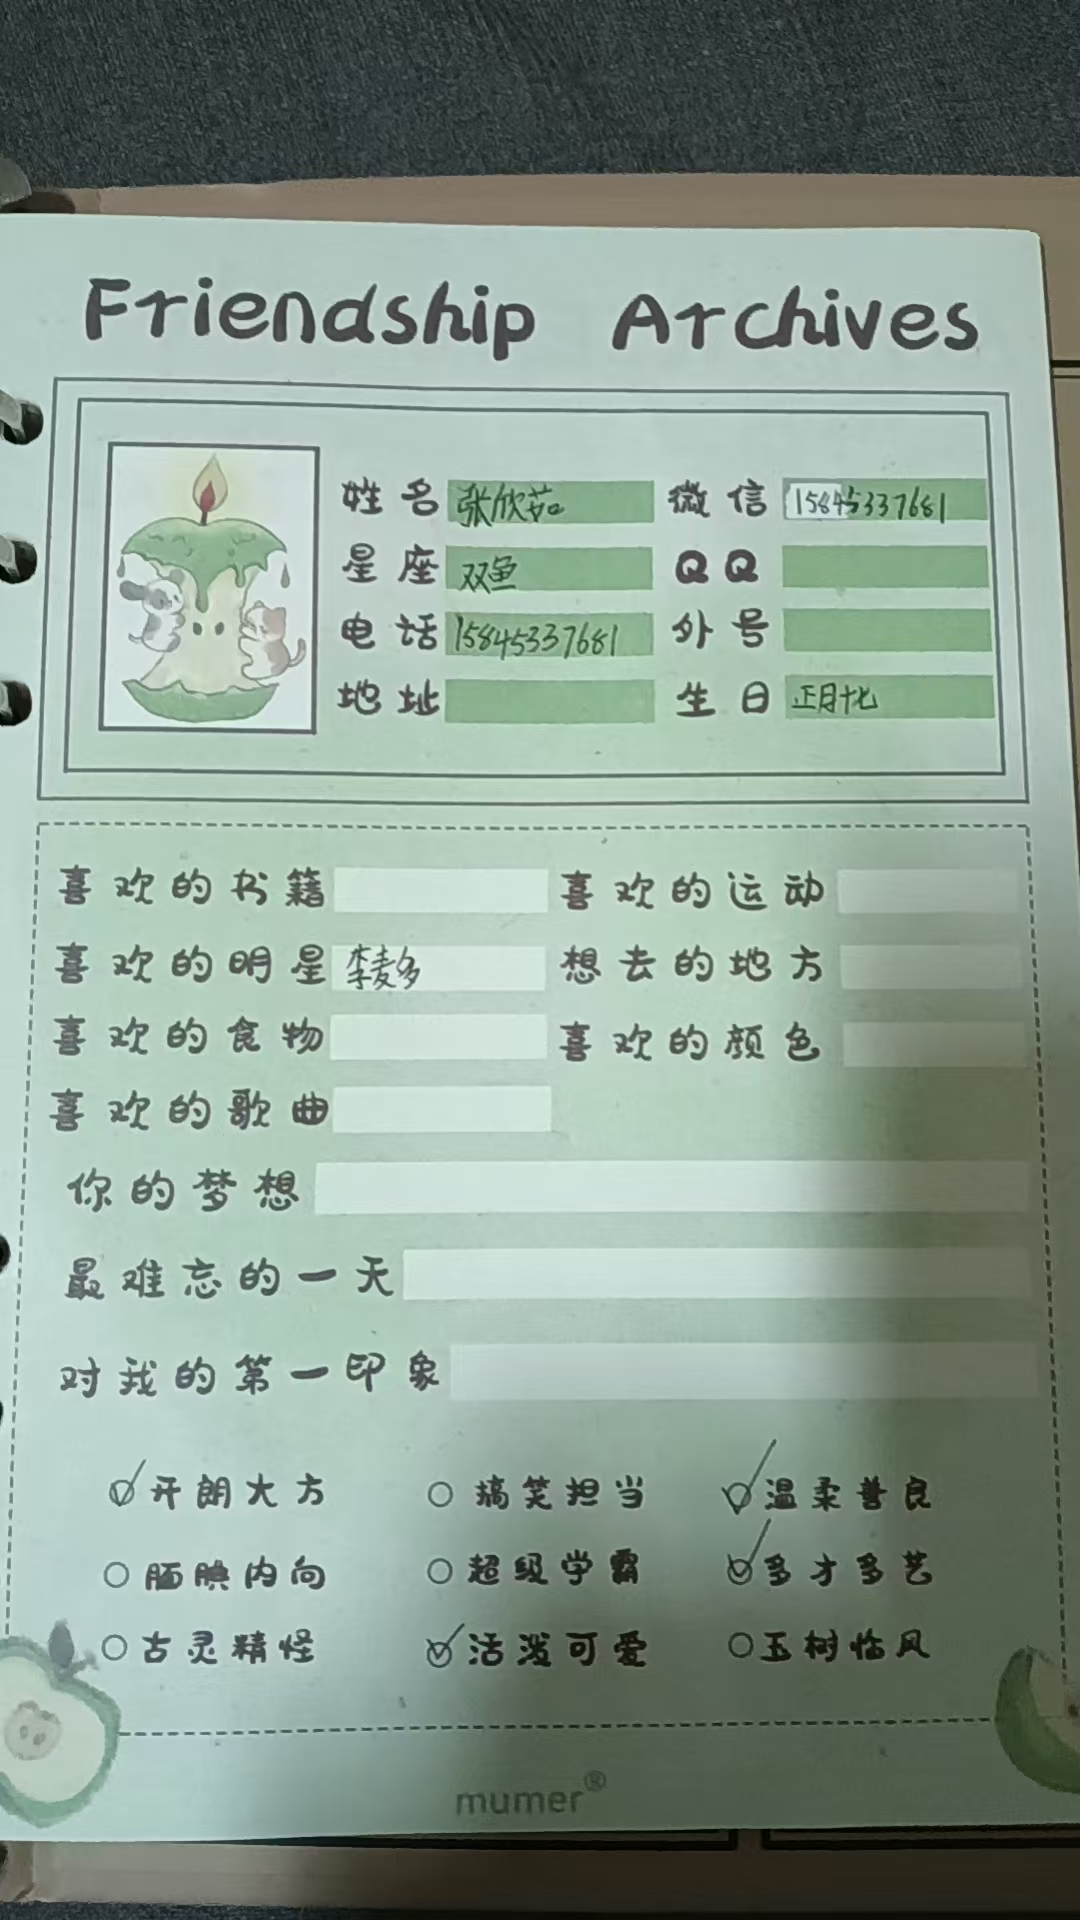 Friendship Archives
姓名 张欣茹 微信 15845337681
星座 双鱼 QQ
电话 15845337681 外号
地址 生日 正月十七
喜欢的书籍 喜欢的运动
喜欢的明星 李麦多 想去的地方
喜欢的食物 喜欢的颜色
喜欢的歌曲
你的梦想
最难忘的一天
对我的第一印象
开朗大方 搞笑担当 温柔善良
腼腆内向 超级学霸 多才多艺
古灵精怪 活泼可爱 玉树临风
mumer®